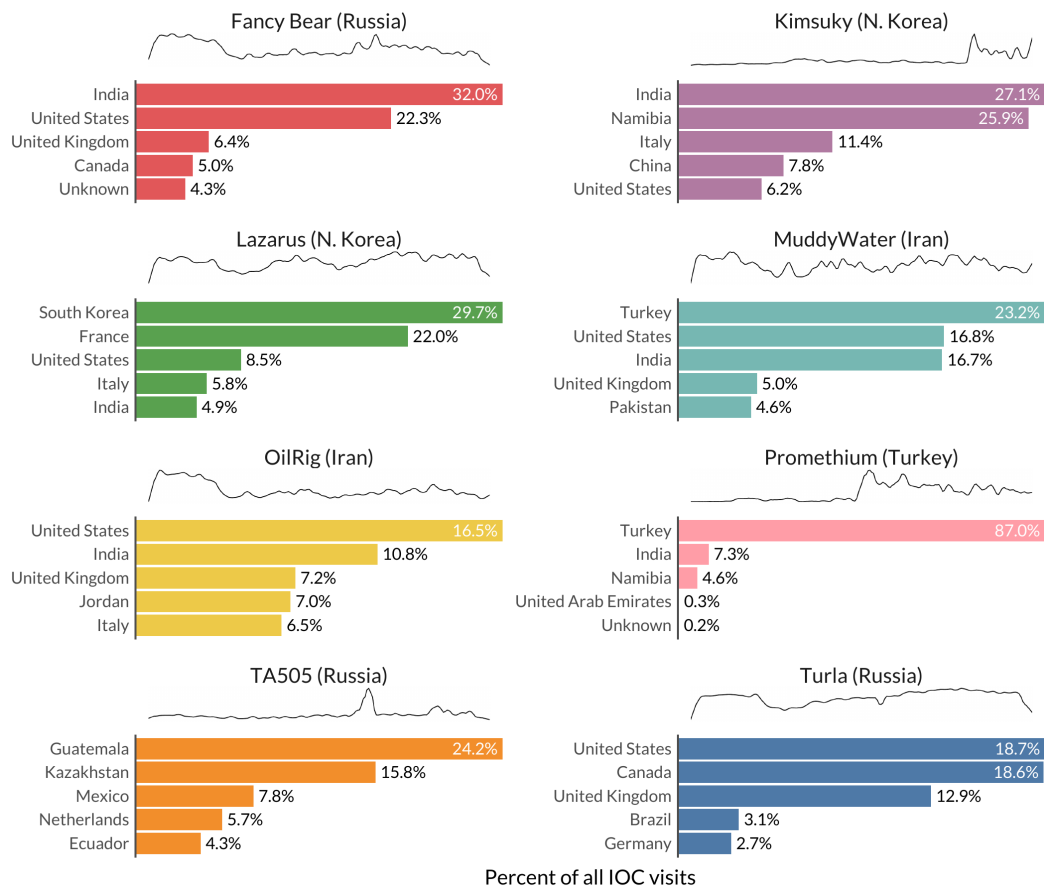 Fancy Bear (Russia)
India 32.0%
United States 22.3%
United Kingdom 6.4%
Canada 5.0%
Unknown 4.3%
Kimsuky (N. Korea)
India 27.1%
Namibia 25.9%
Italy 11.4%
China 7.8%
United States 6.2%
Lazarus (N. Korea)
South Korea 29.7%
France 22.0%
United States 8.5%
Italy 5.8%
India 4.9%
MuddyWater (Iran)
Turkey 23.2%
United States 16.8%
India 16.7%
United Kingdom 5.0%
Pakistan 4.6%
OilRig (Iran)
United States 16.5%
India 10.8%
United Kingdom 7.2%
Jordan 7.0%
Italy 6.5%
Promethium (Turkey)
Turkey 87.0%
India 7.3%
Namibia 4.6%
United Arab Emirates 0.3%
Unknown 0.2%
TA505 (Russia)
Guatemala 24.2%
Kazakhstan 15.8%
Mexico 7.8%
Netherlands 5.7%
Ecuador 4.3%
Turla (Russia)
United States 18.7%
Canada 18.6%
United Kingdom 12.9%
Brazil 3.1%
Germany 2.7%
Percent of all IOC visits